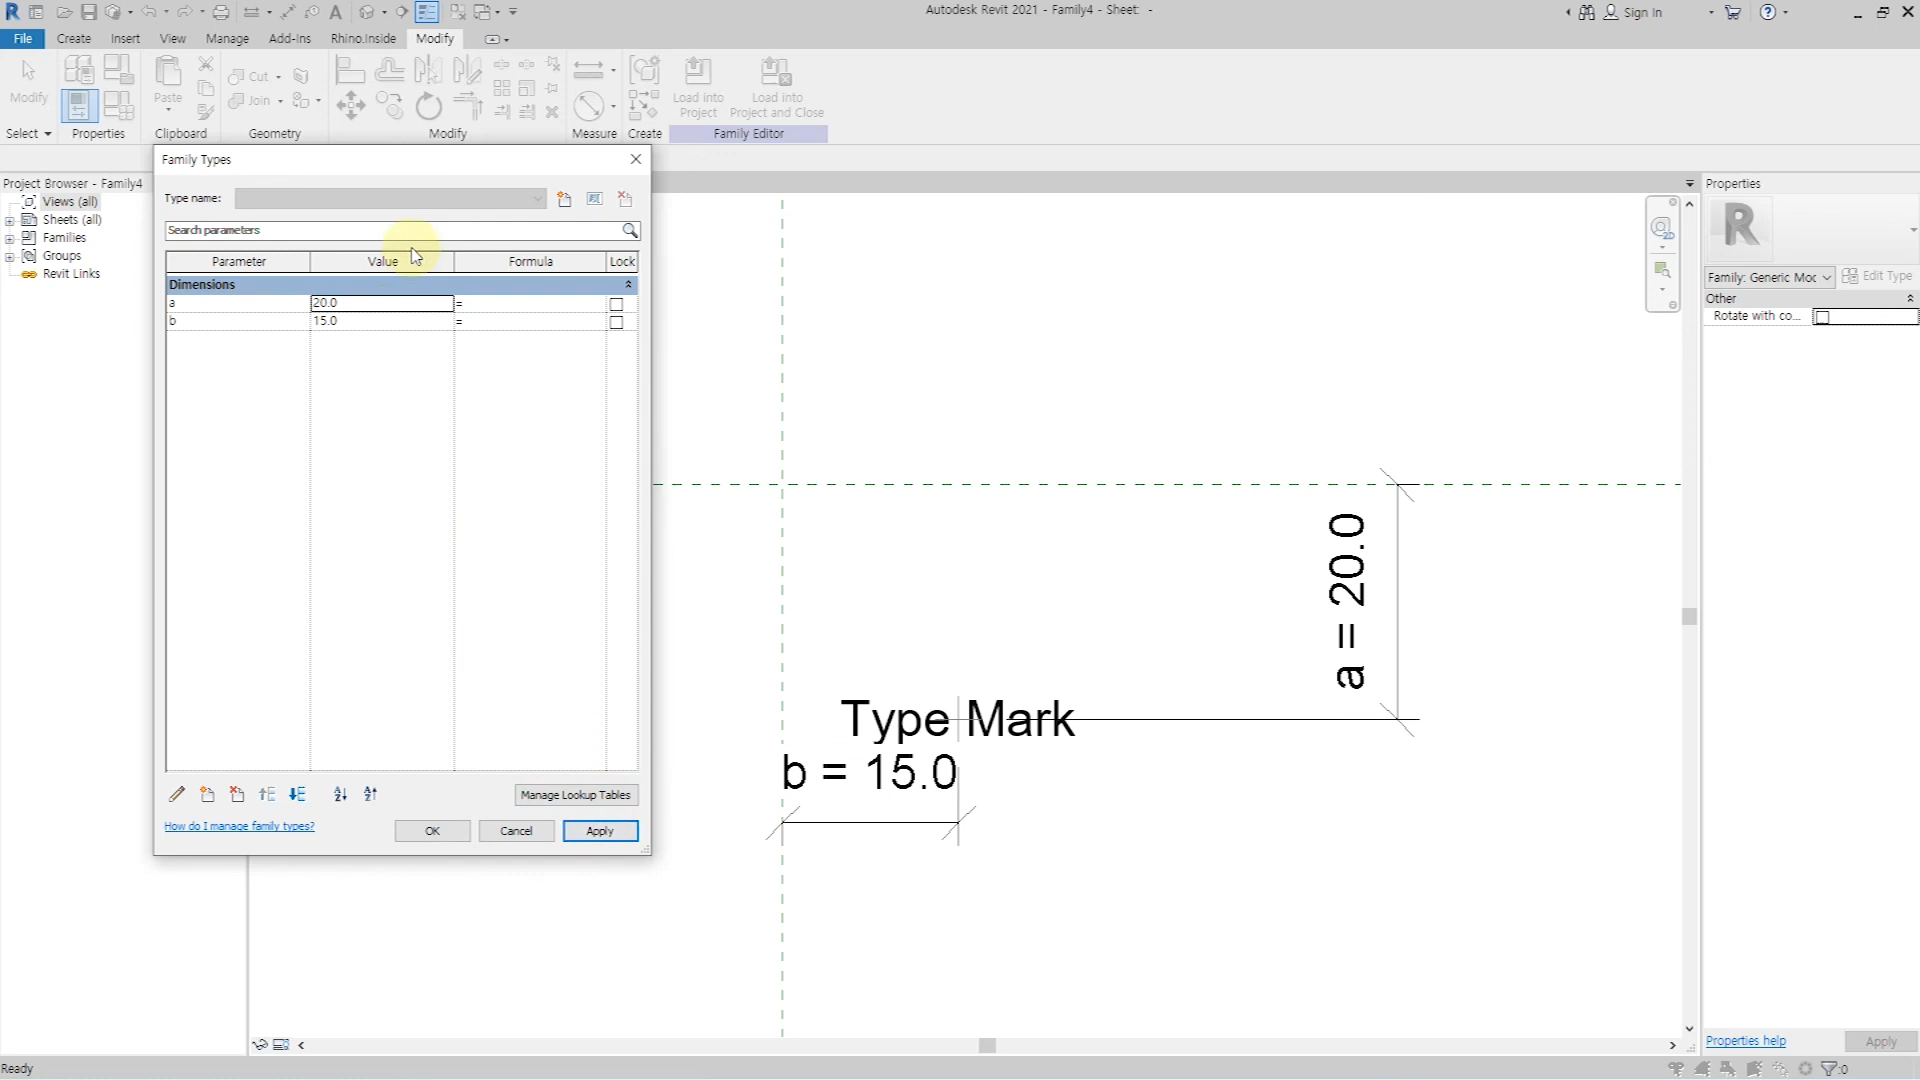 Autodesk Revit 2021 - Family4 - Sheet: -
Sign In
File Create Insert View Manage Add-Ins Rhino.Inside Modify
Modify
Paste
Cut
Join
Load into Project
Load into Project and Close
Select Properties Clipboard Geometry Modify Measure Create Family Editor
Family Types
Project Browser - Family4
Views (all)
Sheets (all)
Families
Groups
Revit Links
Type name:
Search parameters
Parameter Value Formula Lock
Dimensions
a 20.0 =
b 15.0 =
Manage Lookup Tables
How do I manage family types?
OK Cancel Apply
a = 20.0
Type Mark
b = 15.0
2D
Properties
R
Family: Generic Moc Edit Type
Other
Rotate with co...
Properties help Apply
Ready
:0